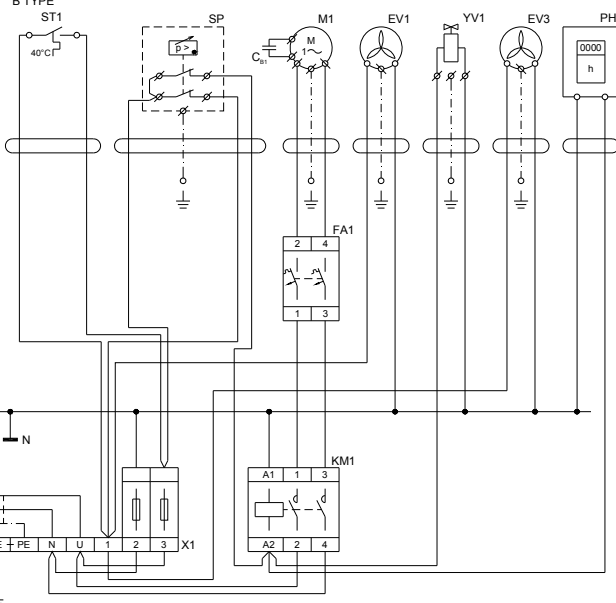 B TYPE
ST1 SP M1 EV1 YV1 EV3 PH
40°C p > CB1 M 1 0000
h
FA1
2 4
1 3
N
KM1
A1 1 3
PE N U 1 2 3 X1 A2 2 4